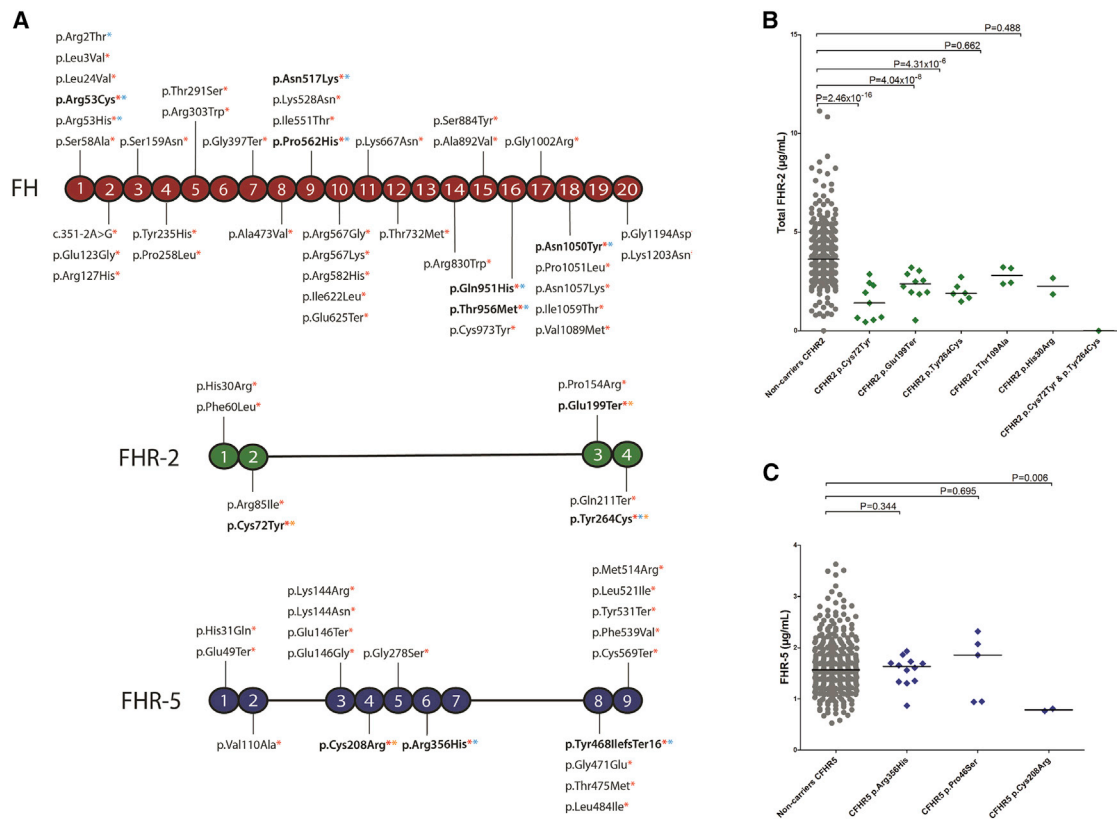 A
p.Arg2Thr*
p.Leu3Val*
p.Leu24Val*
p.Arg53Cys**
p.Arg53His**
p.Ser58Ala*
p.Ser159Asn*
p.Thr291Ser*
p.Arg303Trp*
p.Gly397Ter*
p.Asn517Lys**
p.Lys528Asn*
p.Ile551Thr*
p.Pro562His**
p.Lys667Asn*
p.Ser884Tyr*
p.Ala892Val*
p.Gly1002Arg*
FH 1 2 3 4 5 6 7 8 9 10 11 12 13 14 15 16 17 18 19 20
c.351-2A>G*
p.Glu123Gly*
p.Arg127His*
p.Tyr235His*
p.Pro258Leu*
p.Ala473Val*
p.Arg567Gly*
p.Arg567Lys*
p.Arg582His*
p.Ile622Leu*
p.Glu625Ter*
p.Thr732Met*
p.Arg830Trp*
p.Gln951His**
p.Thr956Met**
p.Cys973Tyr*
p.Asn1050Tyr**
p.Pro1051Leu*
p.Asn1057Lys*
p.Ile1059Thr*
p.Val1089Met*
p.Gly1194Asp*
p.Lys1203Asn*
p.His30Arg*
p.Phe60Leu*
p.Pro154Arg*
p.Glu199Ter**
FHR-2 1 2 3 4
p.Arg85Ile*
p.Cys72Tyr**
p.Gln211Ter*
p.Tyr264Cys***
p.His31Gln*
p.Glu49Ter*
p.Lys144Arg*
p.Lys144Asn*
p.Glu146Ter*
p.Glu146Gly*
p.Gly278Ser*
p.Met514Arg*
p.Leu521Ile*
p.Tyr531Ter*
p.Phe539Val*
p.Cys569Ter*
FHR-5 1 2 3 4 5 6 7 8 9
p.Val110Ala*
p.Cys208Arg**
p.Arg356His**
p.Tyr468IlefsTer16**
p.Gly471Glu*
p.Thr475Met*
p.Leu484Ile*
B
P=0.488
P=0.662
P=4.31x10-6
P=4.04x10-8
P=2.46x10-16
15
10
5
0
Total FHR-2 (µg/mL)
Non-carriers CFHR2
CFHR2 p.Cys72Tyr
CFHR2 p.Glu199Ter
CFHR2 p.Tyr264Cys
CFHR2 p.Thr109Ala
CFHR2 p.His30Arg
CFHR2 p.Cys72Tyr & p.Tyr264Cys
C
P=0.006
P=0.695
P=0.344
4
3
2
1
0
FHR-5 (µg/mL)
Non-carriers CFHR5
CFHR5 p.Arg356His
CFHR5 p.Pro46Ser
CFHR5 p.Cys208Arg